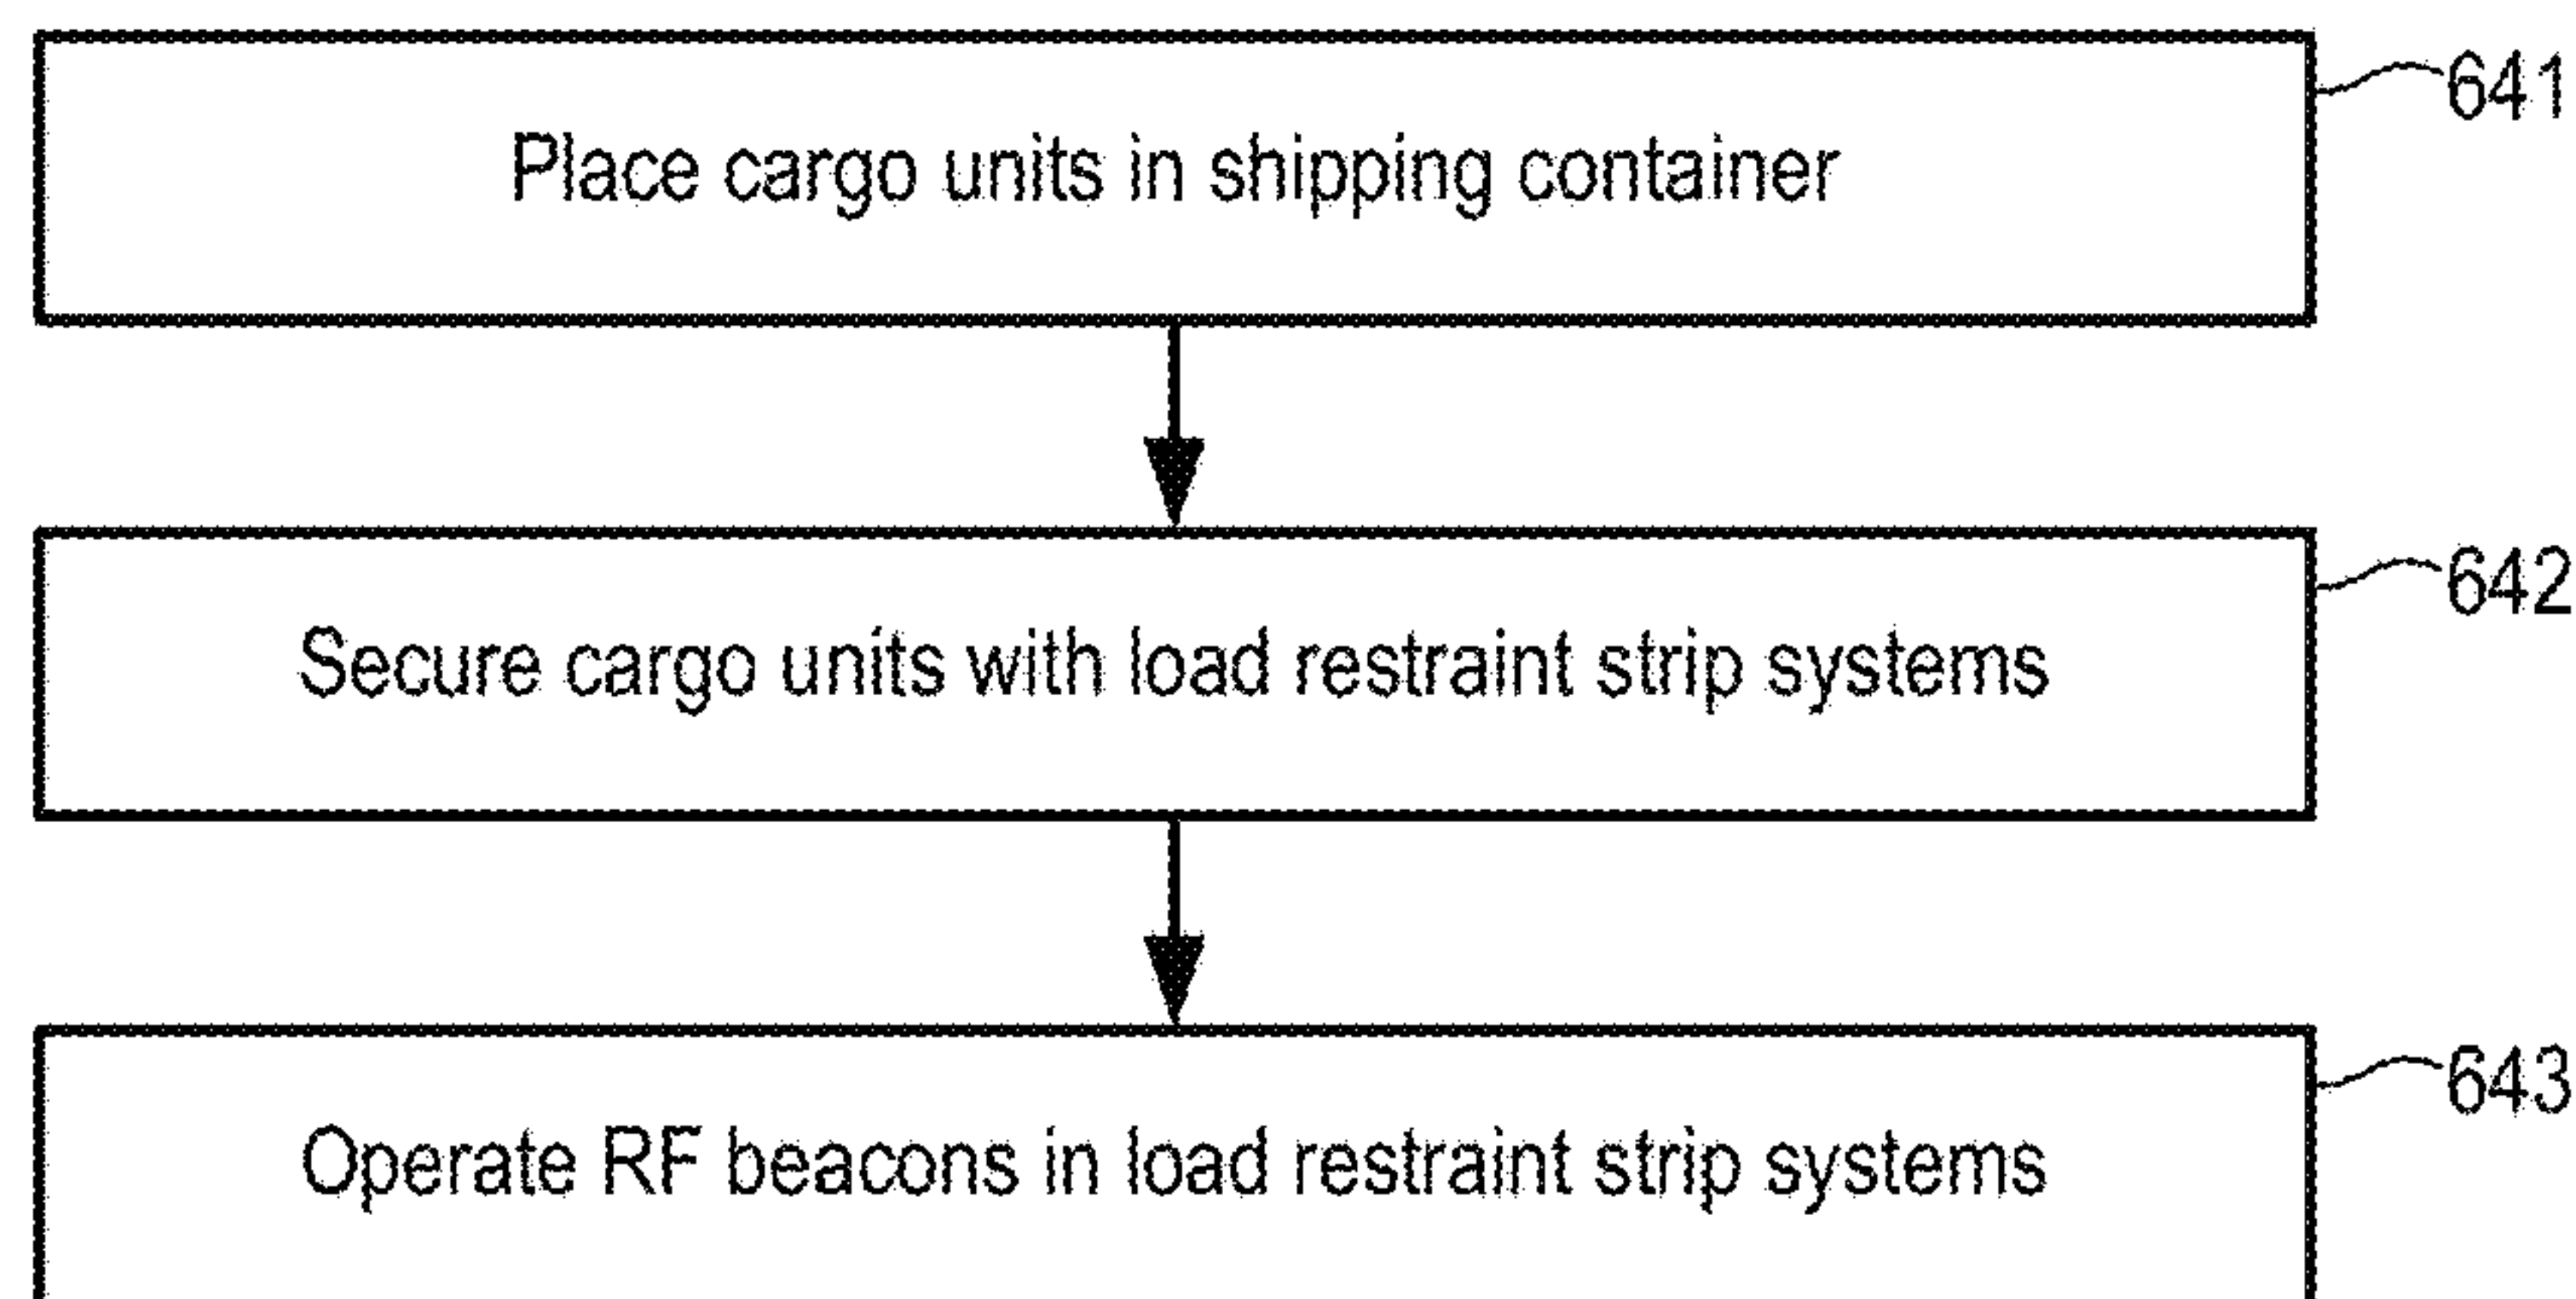 641
Place cargo units in shipping container
642
Secure cargo units with load restraint strip systems
643
Operate RF beacons in load restraint strip systems